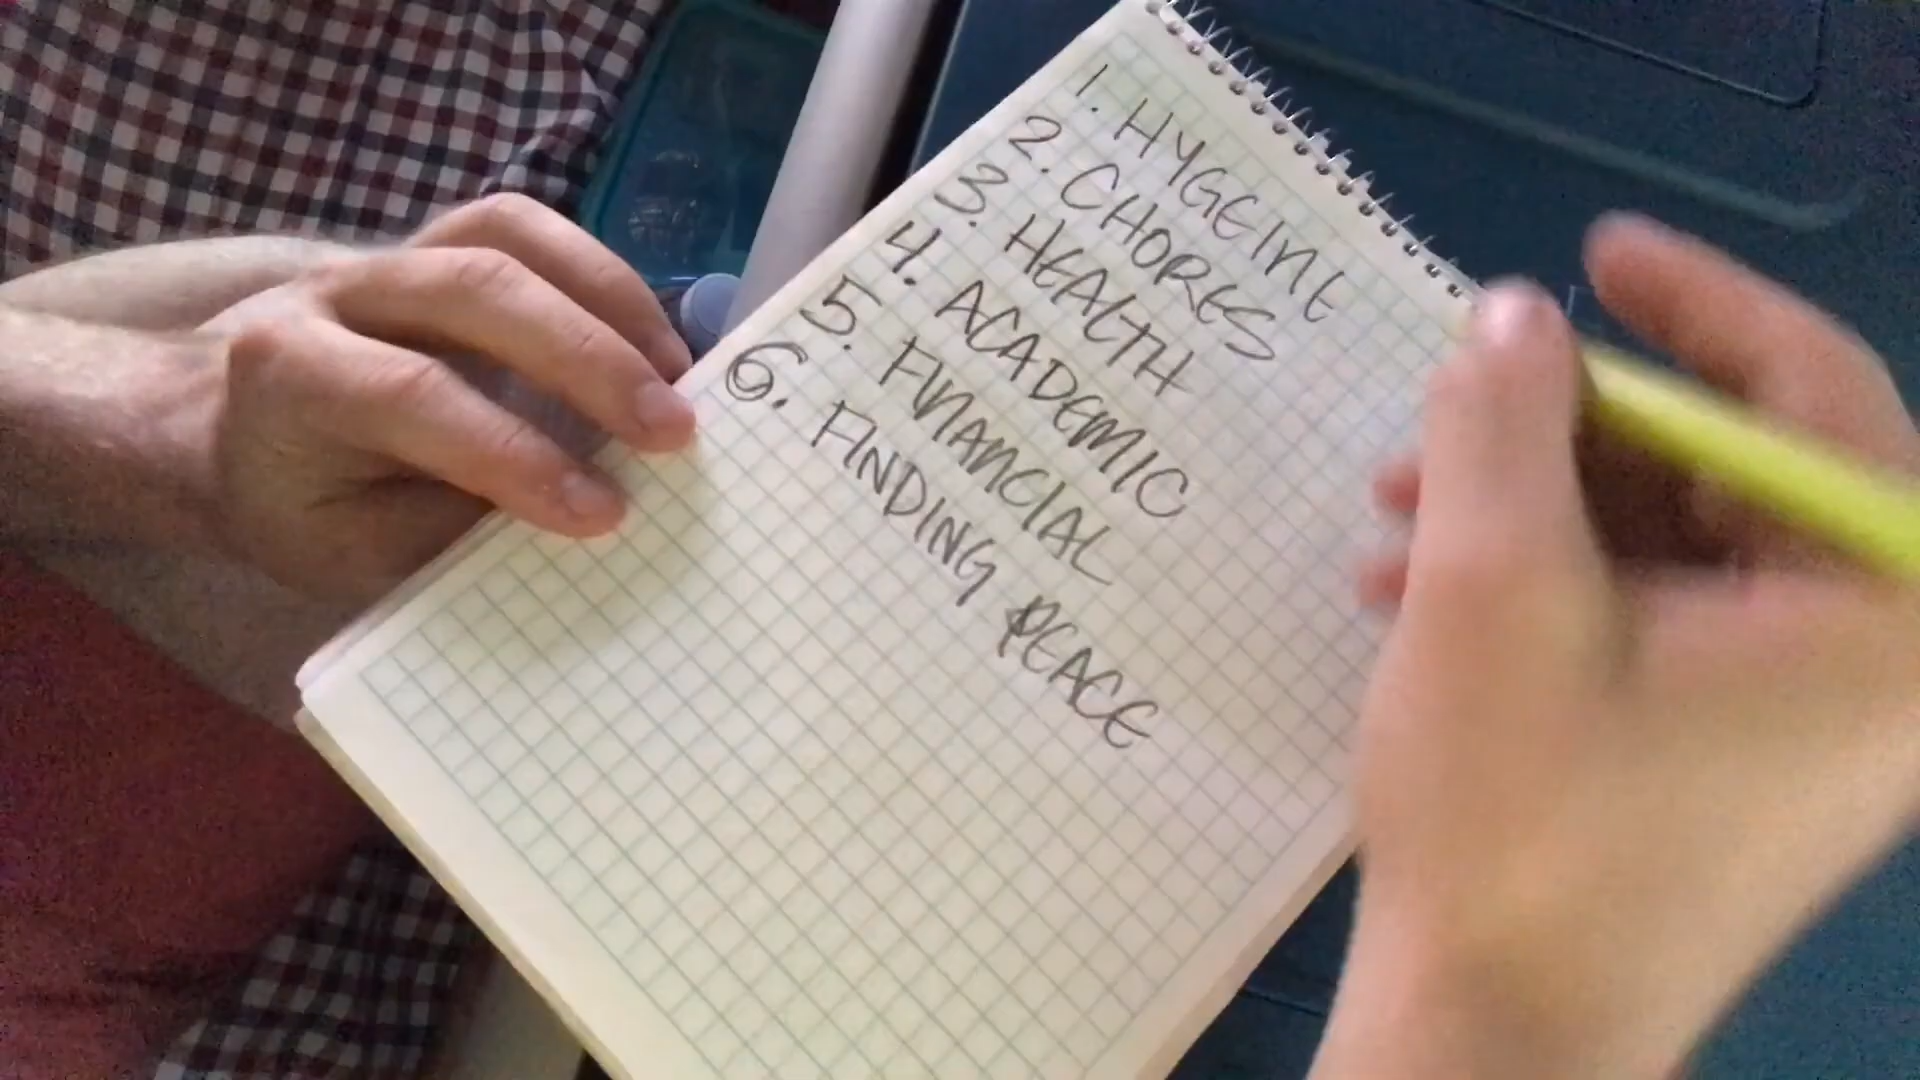 1. HYGEINE
2. CHORES
3. HEALTH
4. ACADEMIC
5. FINANCIAL
6. FINDING PEACE